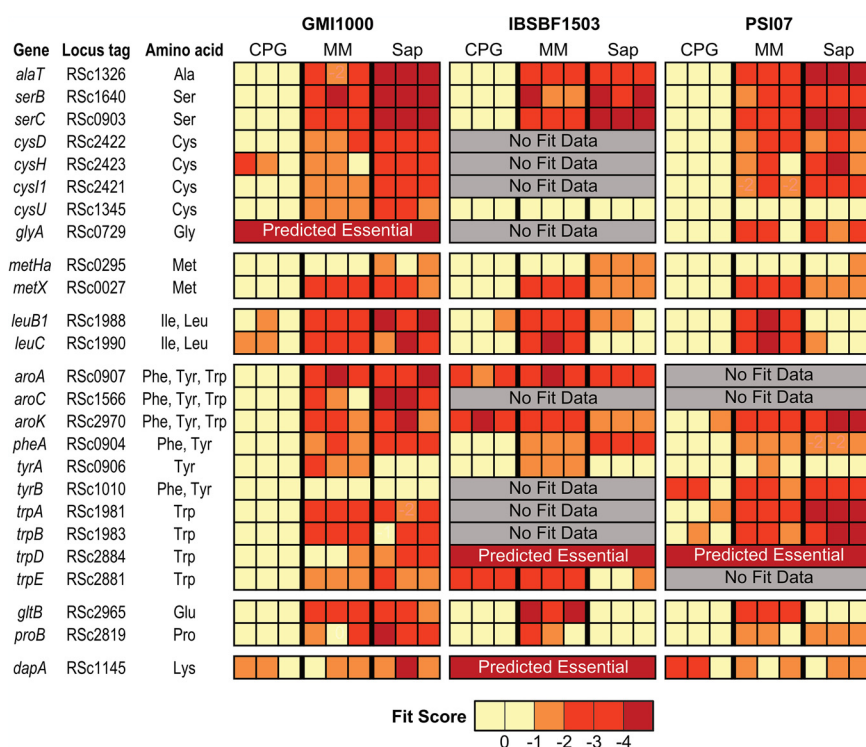 GMI1000 IBSBF1503 PSI07
Gene Locus tag Amino acid CPG MM Sap CPG MM Sap CPG MM Sap
alaT RSc1326 Ala -2
serB RSc1640 Ser
serC RSc0903 Ser
cysD RSc2422 Cys No Fit Data
cysH RSc2423 Cys No Fit Data
cysI1 RSc2421 Cys No Fit Data -2 -2
cysU RSc1345 Cys
glyA RSc0729 Gly Predicted Essential No Fit Data
metHa RSc0295 Met
metX RSc0027 Met
leuB1 RSc1988 Ile, Leu
leuC RSc1990 Ile, Leu
aroA RSc0907 Phe, Tyr, Trp No Fit Data
aroC RSc1566 Phe, Tyr, Trp No Fit Data No Fit Data
aroK RSc2970 Phe, Tyr, Trp
pheA RSc0904 Phe, Tyr -2 -2
tyrA RSc0906 Tyr
tyrB RSc1010 Phe, Tyr No Fit Data
trpA RSc1981 Trp -2 No Fit Data
trpB RSc1983 Trp No Fit Data
trpD RSc2884 Trp Predicted Essential Predicted Essential
trpE RSc2881 Trp No Fit Data
gltB RSc2965 Glu
proB RSc2819 Pro
dapA RSc1145 Lys Predicted Essential
Fit Score
0 -1 -2 -3 -4